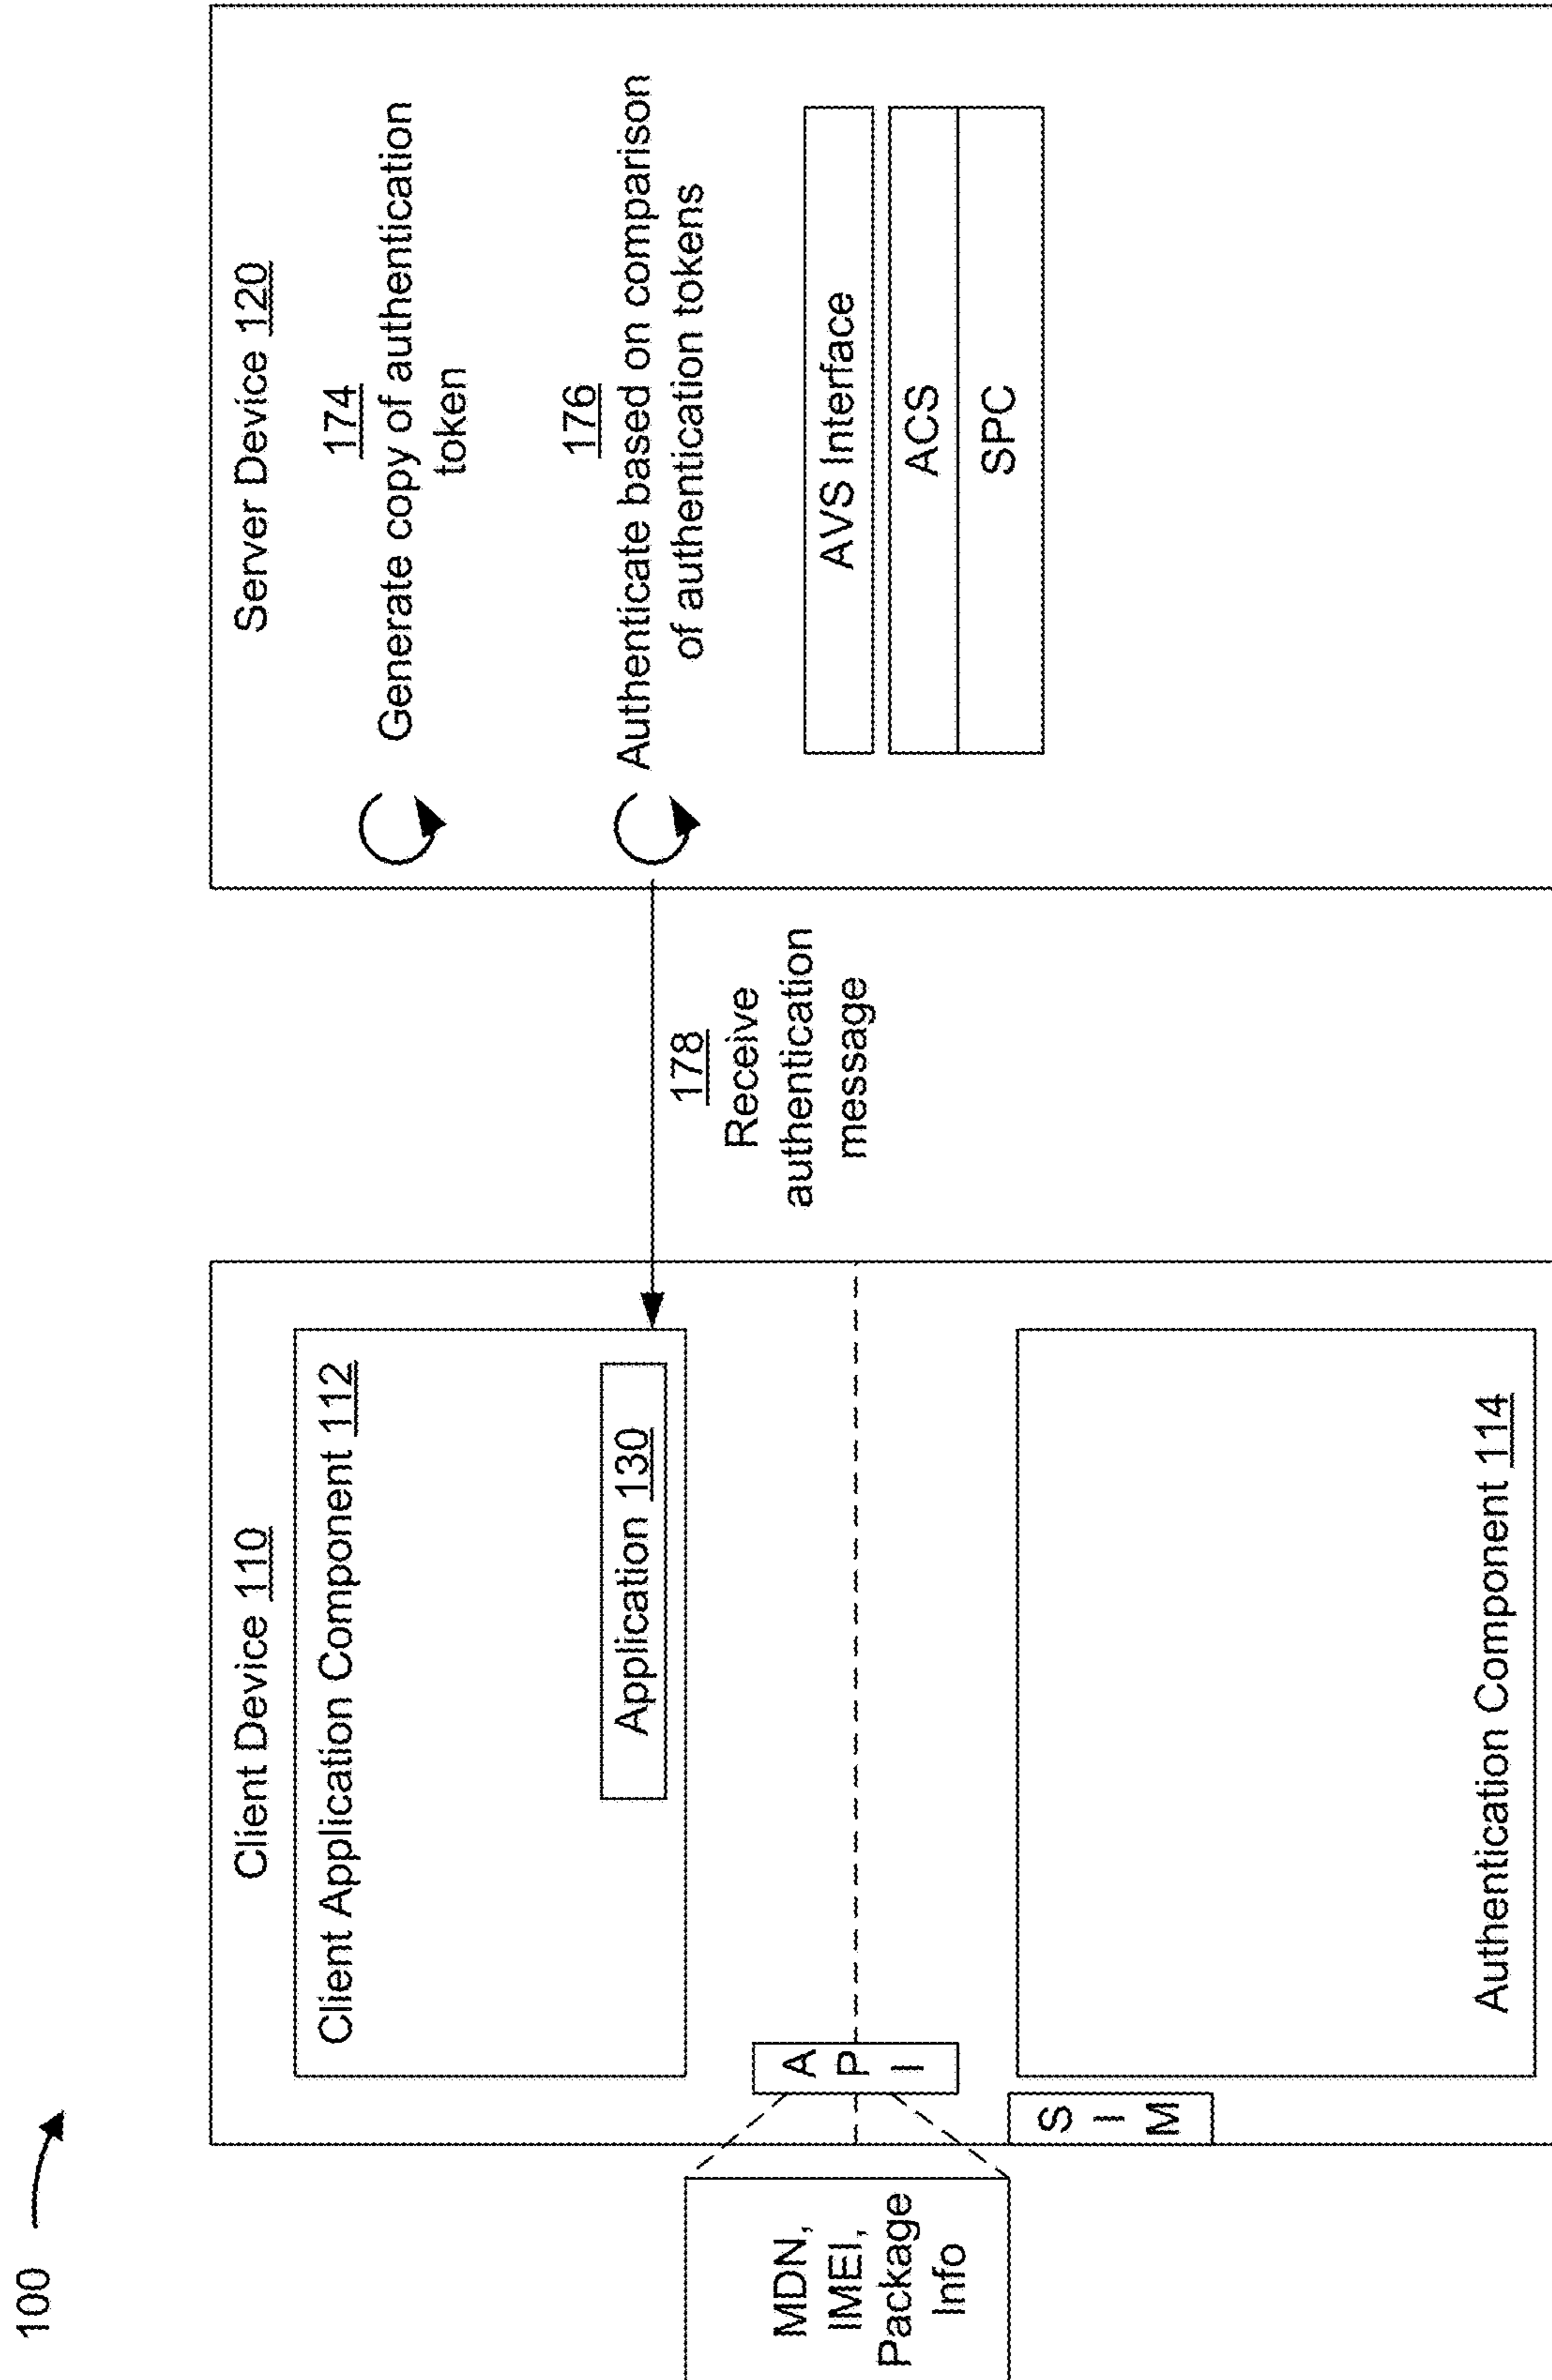 100
Client Device 110
Client Application Component 112
Application 130
A
P
I
MDN,
IMEI,
Package
Info
S
I
M
Authentication Component 114
178
Receive
authentication
message
Server Device 120
174
Generate copy of authentication
token
176
Authenticate based on comparison
of authentication tokens
AVS Interface
ACS
SPC